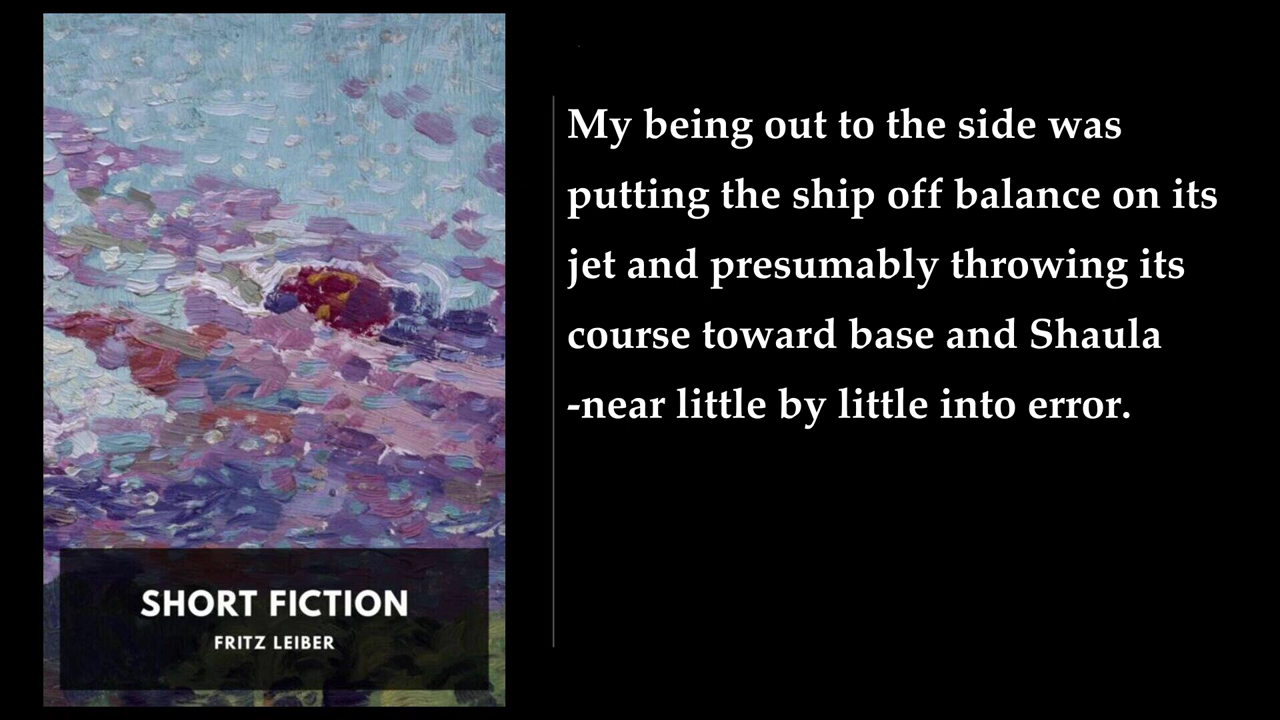 My being out to the side was
putting the ship off balance on its
jet and presumably throwing its
course toward base and Shaula
-near little by little into error.
SHORT FICTION
FRITZ LEIBER